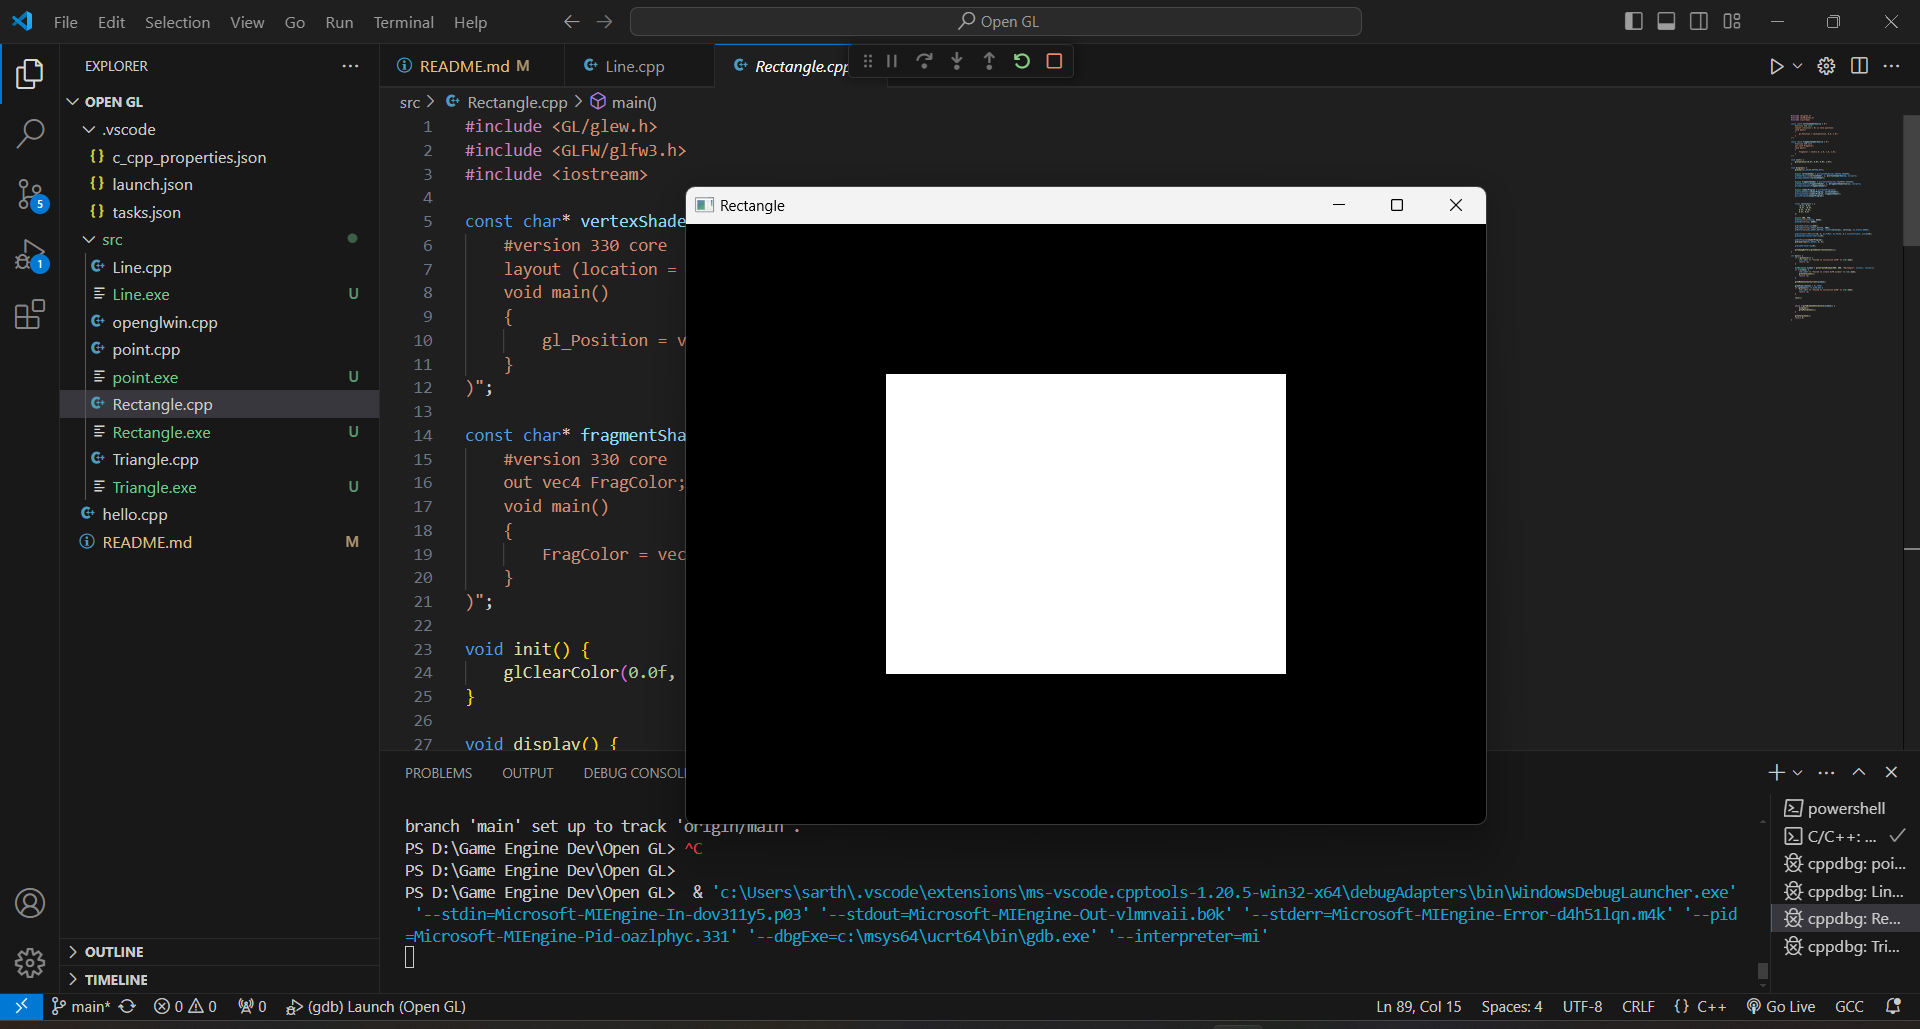 File Edit Selection View Go Run Terminal Help
Open GL
EXPLORER
OPEN GL
.vscode
c_cpp_properties.json
launch.json
tasks.json
src
Line.cpp
Line.exe U
openglwin.cpp
point.cpp
point.exe U
Rectangle.cpp
Rectangle.exe U
Triangle.cpp
Triangle.exe U
hello.cpp
README.md M
OUTLINE
TIMELINE
5
1
README.md M
Line.cpp
Rectangle.cpp
src > Rectangle.cpp > main()
1 #include <GL/glew.h>
2 #include <GLFW/glfw3.h>
3 #include <iostream>
4
5 const char* vertexShade
6 #version 330 core
7 layout (location =
8 void main()
9 {
10 gl_Position = v
11 }
12 )";
13
14 const char* fragmentSha
15 #version 330 core
16 out vec4 FragColor;
17 void main()
18 {
19 FragColor = vec
20 }
21 )";
22
23 void init() {
24 glClearColor(0.0f,
25 }
26
27 void display() {
Rectangle
PROBLEMS OUTPUT DEBUG CONSOL
branch 'main' set up to track 'origin/main'.
PS D:\Game Engine Dev\Open GL> ^C
PS D:\Game Engine Dev\Open GL>
PS D:\Game Engine Dev\Open GL> & 'c:\Users\sarth\.vscode\extensions\ms-vscode.cpptools-1.20.5-win32-x64\debugAdapters\bin\WindowsDebugLauncher.exe'
'--stdin=Microsoft-MIEngine-In-dov311y5.p03' '--stdout=Microsoft-MIEngine-Out-vlmnvaii.b0k' '--stderr=Microsoft-MIEngine-Error-d4h51lqn.m4k' '--pid
=Microsoft-MIEngine-Pid-oazlphyc.331' '--dbgExe=c:\msys64\ucrt64\bin\gdb.exe' '--interpreter=mi'
powershell
C/C++: ...
cppdbg: poi...
cppdbg: Lin...
cppdbg: Re...
cppdbg: Tri...
main* 0 0 0 (gdb) Launch (Open GL) Ln 89, Col 15 Spaces: 4 UTF-8 CRLF {} C++ Go Live GCC